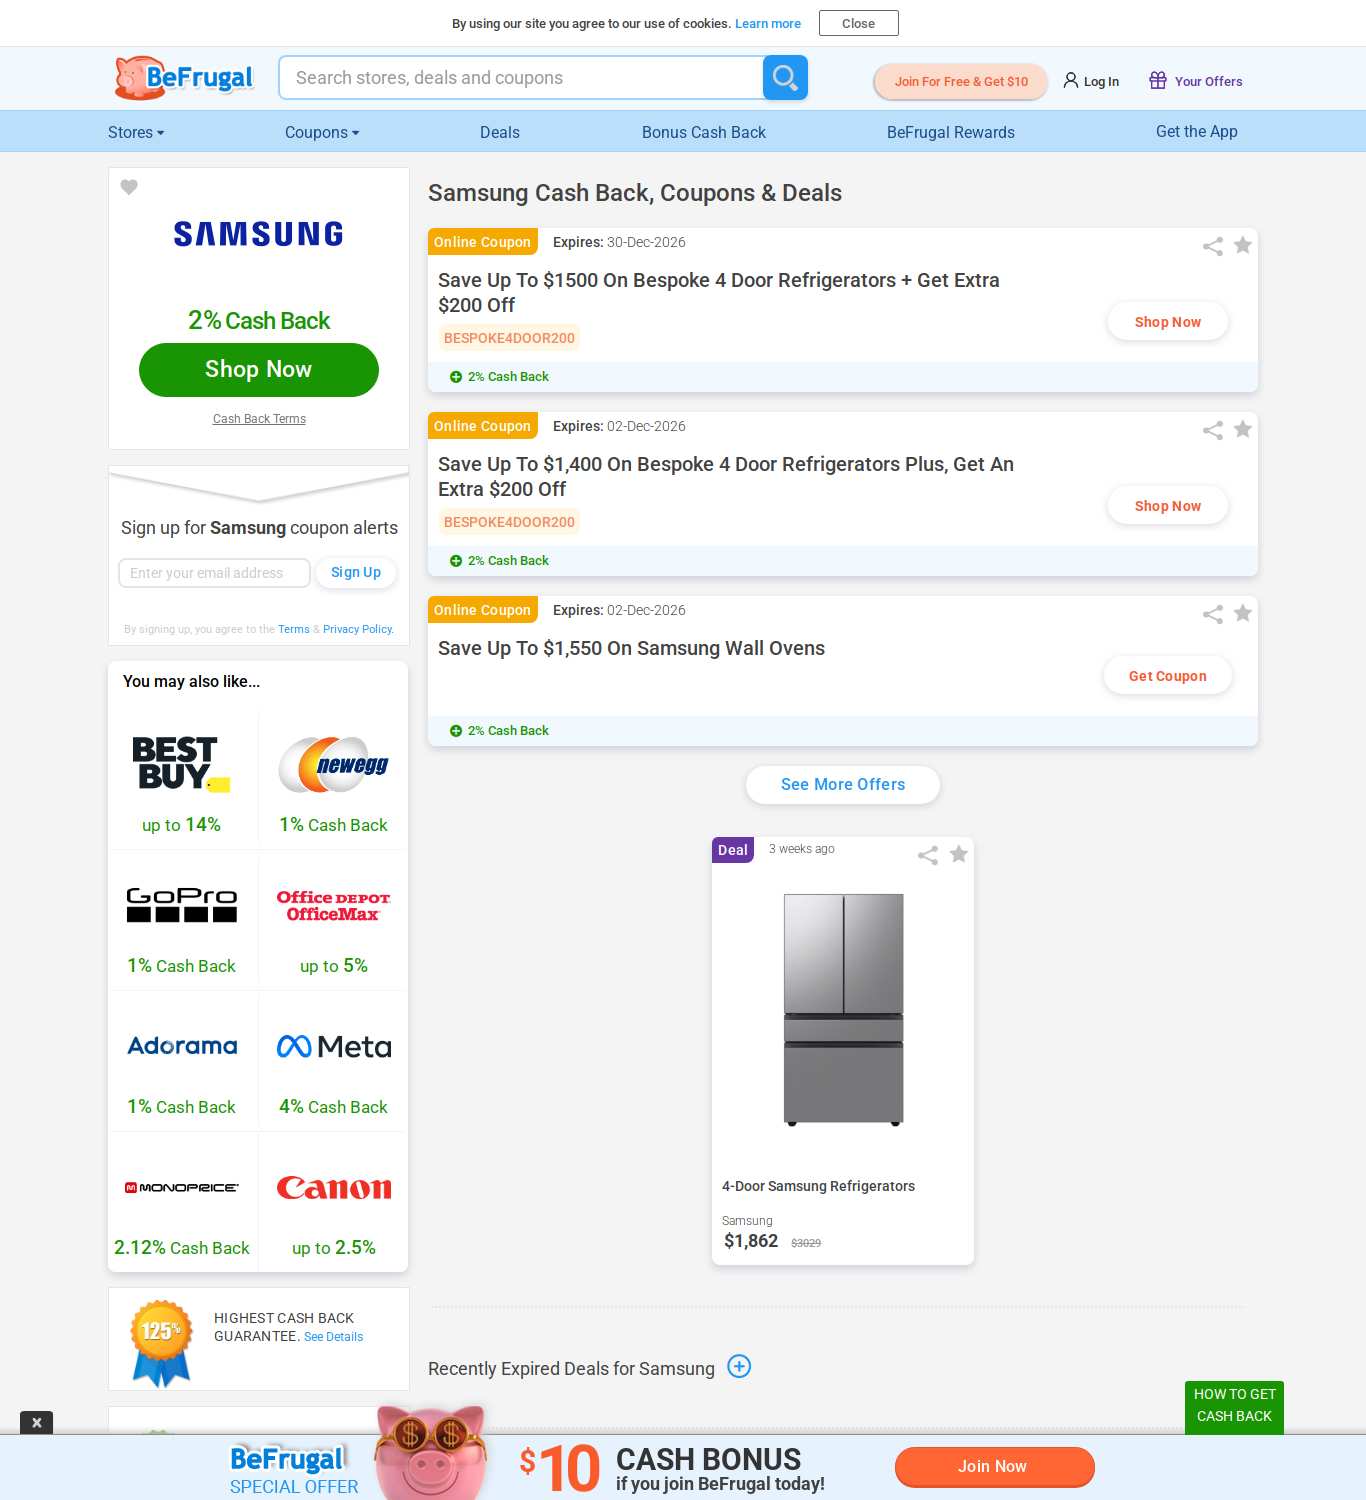 By using our site you agree to our use of cookies. Learn more
Close
BeFrugal
Search stores, deals and coupons
Join For Free & Get $10
Log In
Your Offers
Stores
Coupons
Deals
Bonus Cash Back
BeFrugal Rewards
Get the App
SAMSUNG
2% Cash Back
Shop Now
Cash Back Terms
Sign up for Samsung coupon alerts
Enter your email address
Sign Up
By signing up, you agree to the Terms & Privacy Policy.
You may also like...
BEST BUY
newegg
up to 14%
1% Cash Back
GoPro
Office DEPOT
OfficeMax
1% Cash Back
up to 5%
Adorama
Meta
1% Cash Back
4% Cash Back
MONOPRICE
Canon
2.12% Cash Back
up to 2.5%
125%
HIGHEST CASH BACK
GUARANTEE. See Details
Samsung Cash Back, Coupons & Deals
Online Coupon
Expires: 30-Dec-2026
Save Up To $1500 On Bespoke 4 Door Refrigerators + Get Extra
$200 Off
BESPOKE4DOOR200
Shop Now
2% Cash Back
Online Coupon
Expires: 02-Dec-2026
Save Up To $1,400 On Bespoke 4 Door Refrigerators Plus, Get An
Extra $200 Off
BESPOKE4DOOR200
Shop Now
2% Cash Back
Online Coupon
Expires: 02-Dec-2026
Save Up To $1,550 On Samsung Wall Ovens
Get Coupon
2% Cash Back
See More Offers
Deal
3 weeks ago
4-Door Samsung Refrigerators
Samsung
$1,862 $3029
Recently Expired Deals for Samsung
HOW TO GET
CASH BACK
x
BeFrugal
SPECIAL OFFER
$10
CASH BONUS
if you join BeFrugal today!
Join Now